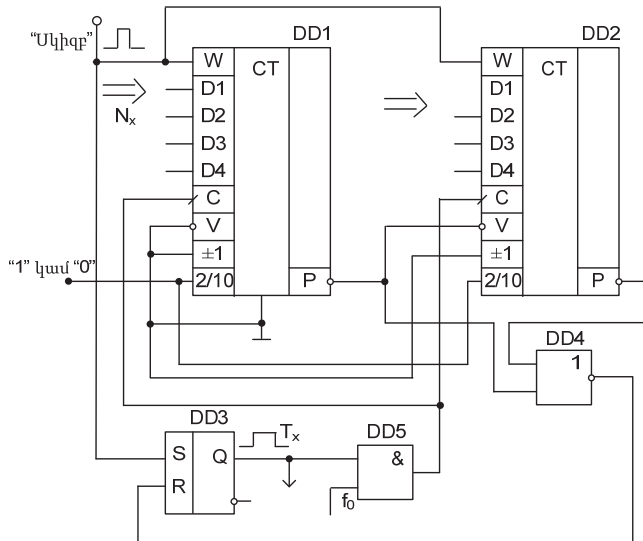 “Սկիզբ”
DD1
DD2
W
CT
W
CT
Nx
D1
D1
D2
D2
D3
D3
D4
D4
C
C
V
V
±1
±1
“1” կամ “0”
2/10
P
2/10
P
DD4
1
DD3
Tx
DD5
S
Q
&
R
f0